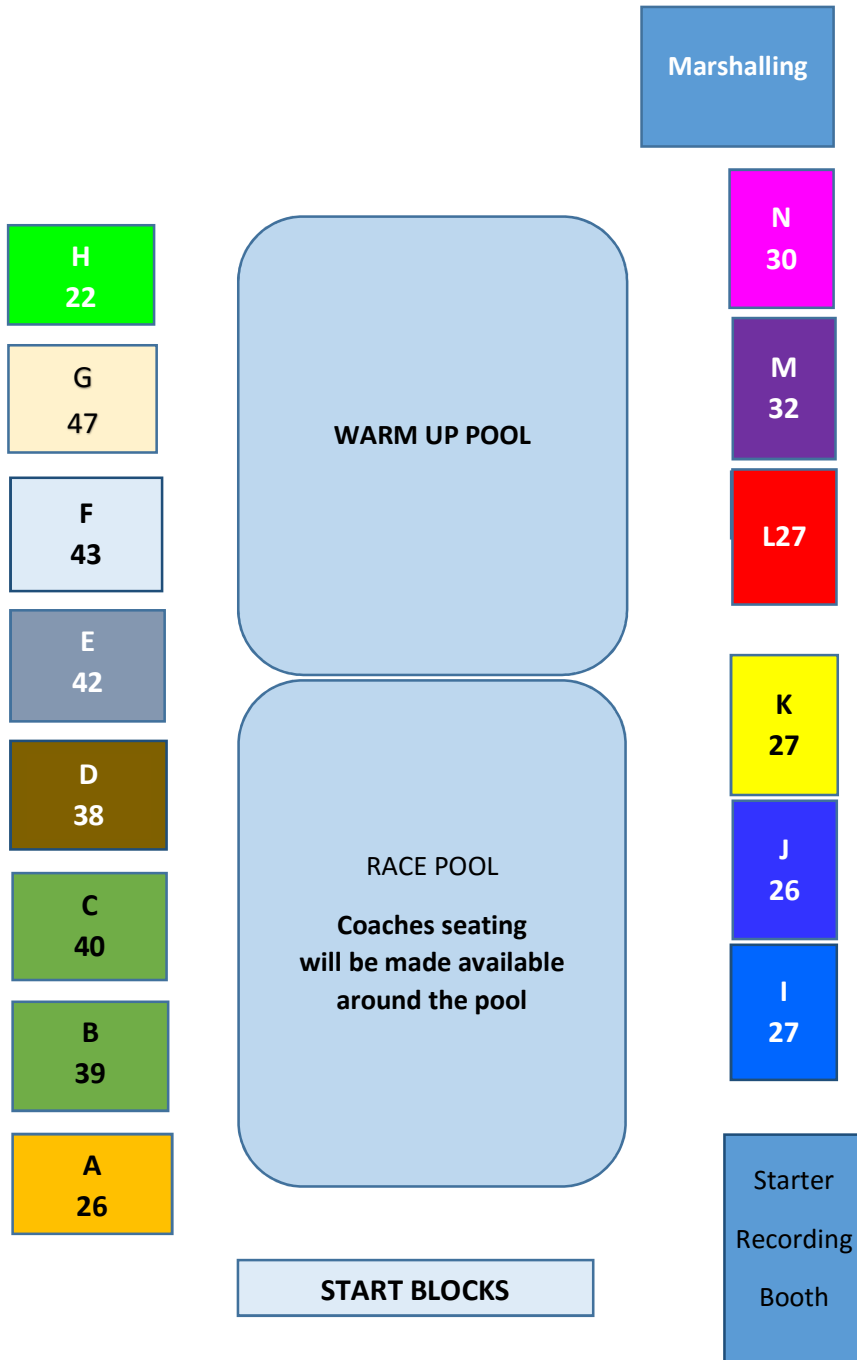 Marshalling
N
30
H
22
M
32
G
47
WARM UP POOL
L27
F
43
E
42
K
27
D
38
J
26
RACE POOL
Coaches seating
will be made available
around the pool
C
40
I
27
B
39
A
26
Starter
Recording
Booth
START BLOCKS